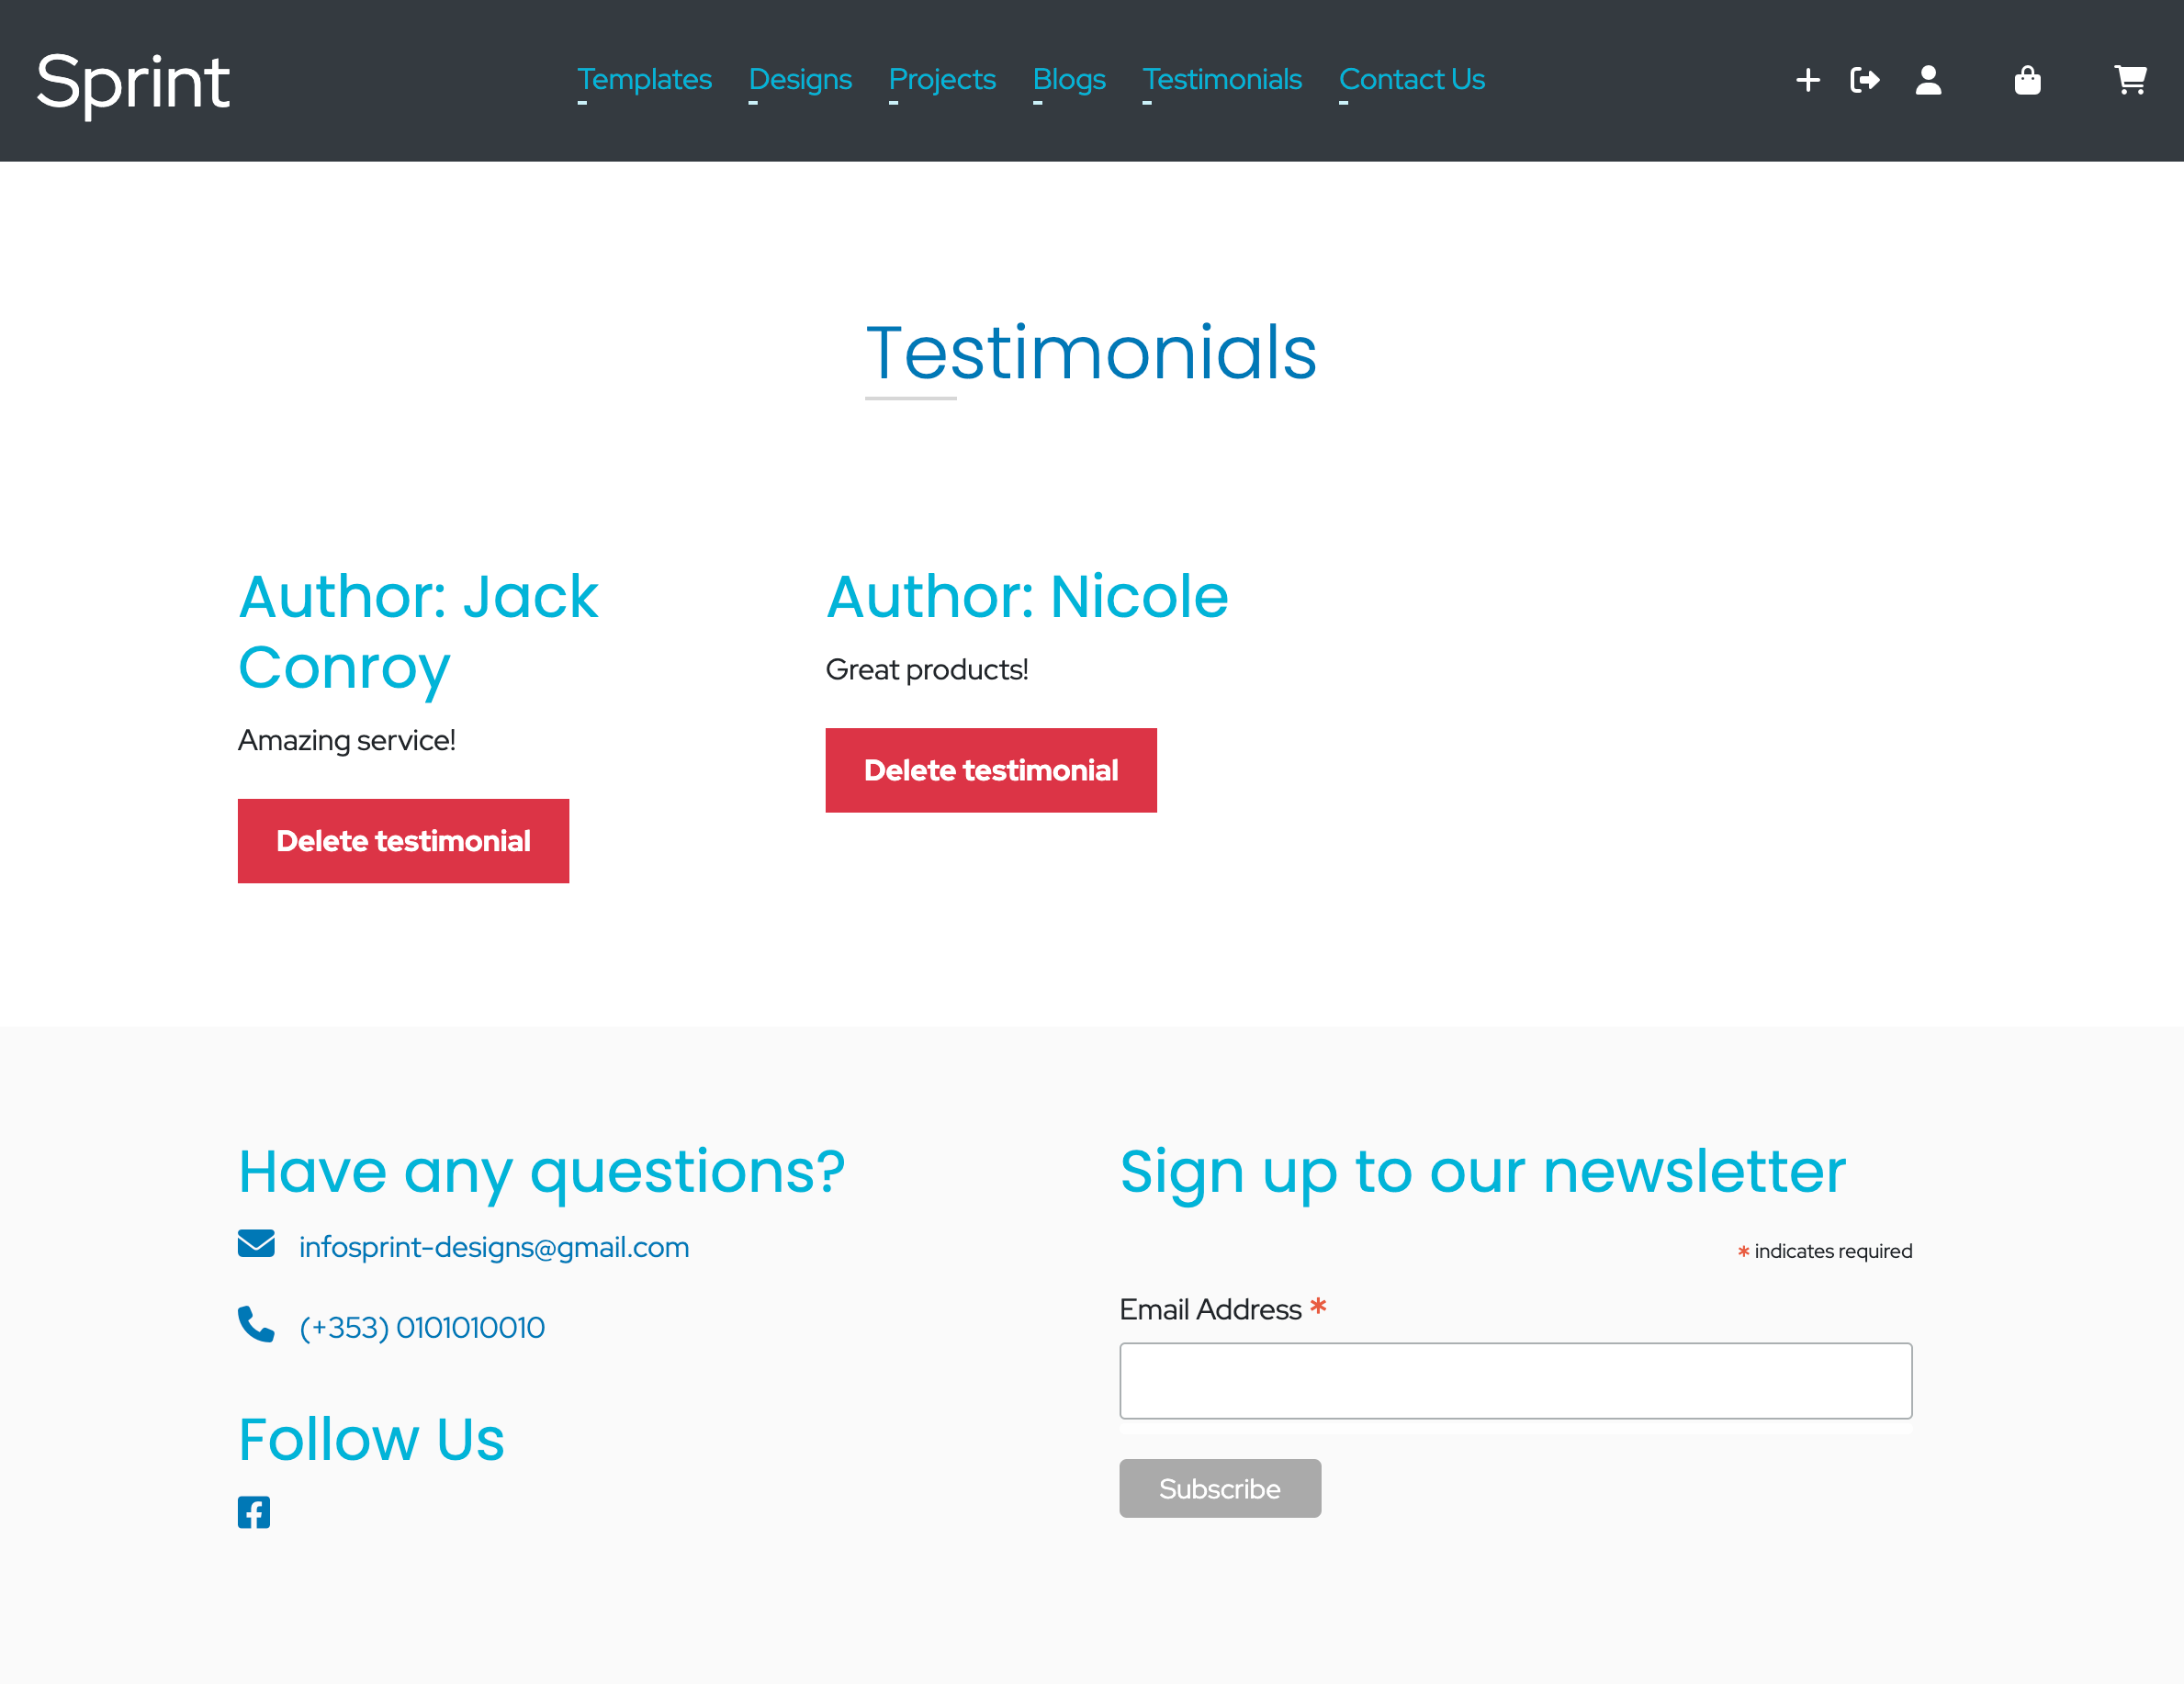 Sprint
Templates Designs Projects Blogs Testimonials Contact Us
Testimonials
Author: Jack
Conroy
Amazing service!
Delete testimonial
Author: Nicole
Great products!
Delete testimonial
Have any questions?
infosprint-designs@gmail.com
(+353) 0101010010
Follow Us
Sign up to our newsletter
* indicates required
Email Address *
Subscribe